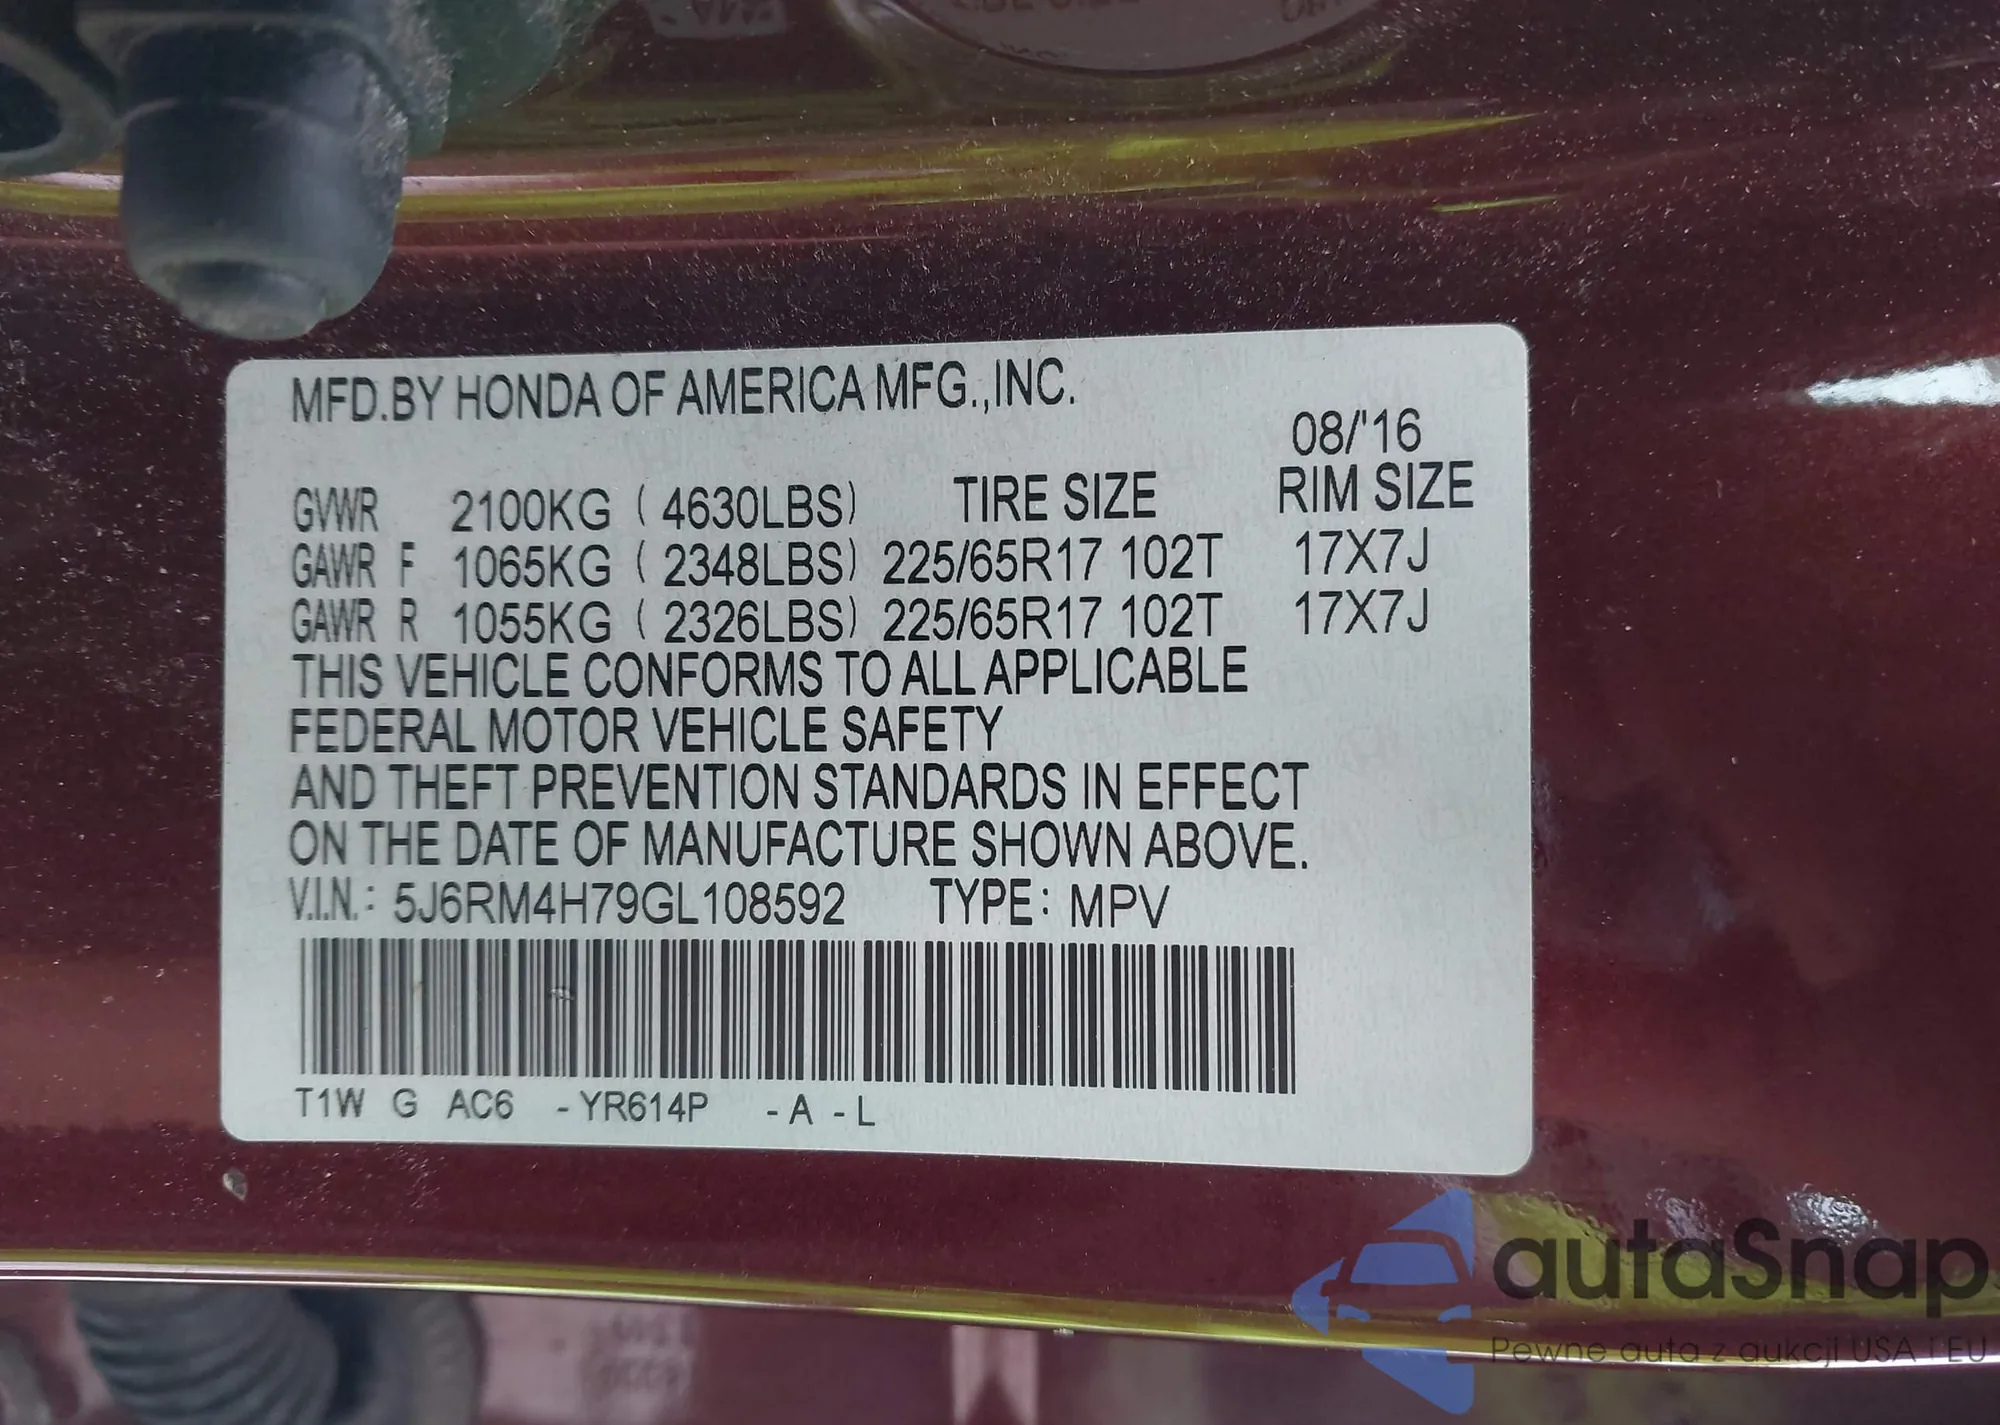 MFD.BY HONDA OF AMERICA MFG.,INC.
08/'16
GVWR 2100KG ( 4630LBS) TIRE SIZE RIM SIZE
GAWR F 1065KG ( 2348LBS) 225/65R17 102T 17X7J
GAWR R 1055KG ( 2326LBS) 225/65R17 102T 17X7J
THIS VEHICLE CONFORMS TO ALL APPLICABLE
FEDERAL MOTOR VEHICLE SAFETY
AND THEFT PREVENTION STANDARDS IN EFFECT
ON THE DATE OF MANUFACTURE SHOWN ABOVE.
V.I.N.: 5J6RM4H79GL108592 TYPE: MPV
T1W G AC6 -YR614P -A -L
autaSnap
Pewne auta z aukcji USA i EU